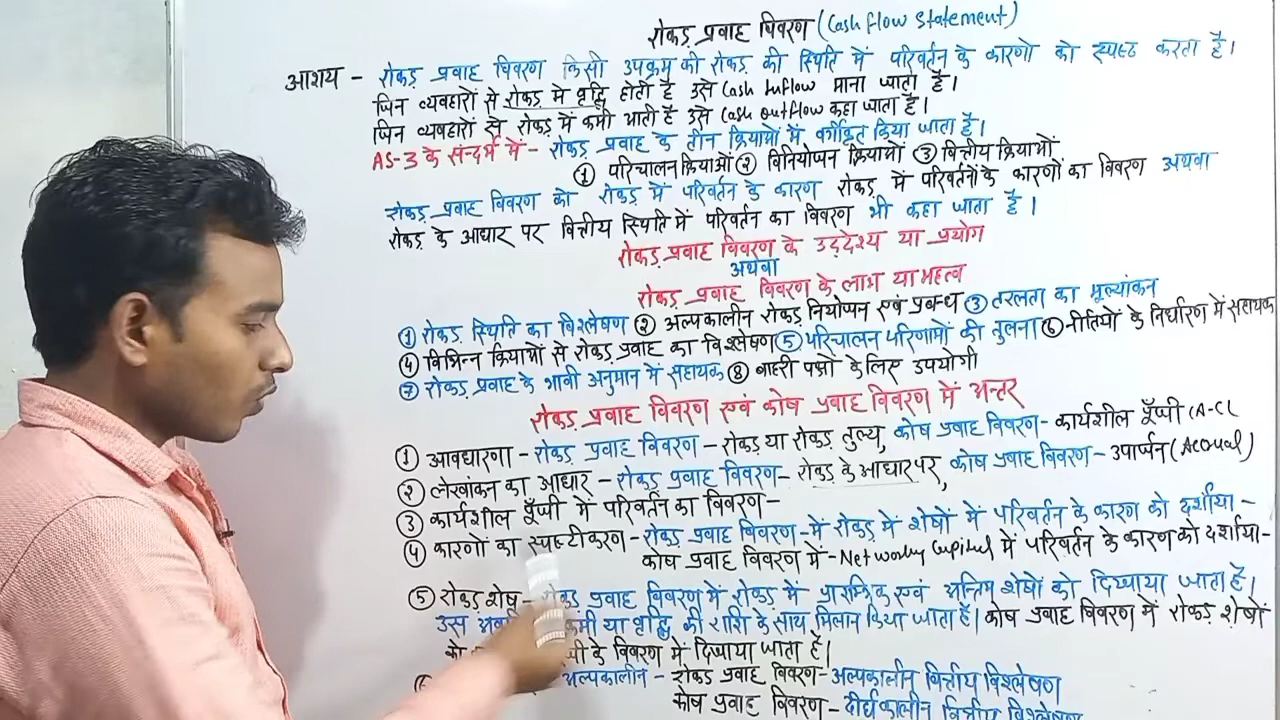 रोकड़ प्रवाह विवरण (Cash flow Statement)
आशय - रोकड़ प्रवाह विवरण किसी उपक्रम की रोकड़ की स्थिति में परिवर्तन के कारणो को स्पष्ट करता है।
जिन व्यवहारों से रोकड़ में वृद्धि होती है उसे Cash Inflow माना जाता है।
जिन व्यवहारों से रोकड़ में कमी आती है उसे Cash Outflow कहा जाता है।
AS-3 के संदर्भ में - रोकड़ प्रवाह के तीन क्रियाओं में वर्गीकृत किया जाता है।
① परिचालन क्रियाओं ② विनियोजन क्रियाओं ③ वित्तीय क्रियाओं
रोकड़ प्रवाह विवरण को रोकड़ में परिवर्तन के कारण रोकड़ में परिवर्तनों के कारणों का विवरण अथवा
रोकड़ के आधार पर वित्तीय स्थिति में परिवर्तन का विवरण भी कहा जाता है।
रोकड़ प्रवाह विवरण के उद्देश्य या प्रयोग
अथवा
रोकड़ प्रवाह विवरण के लाभ या महत्व
① रोकड़ स्थिति का विश्लेषण ② अल्पकालीन रोकड़ नियोजन एवं प्रबन्ध ③ तरलता का मूल्यांकन
④ विभिन्न क्रियाओं से रोकड़ प्रवाह का विश्लेषण ⑤ परिचालन परिणामों की तुलना ⑥ नीतियों के निर्धारण में सहायक
⑦ रोकड़ प्रवाह के भावी अनुमान में सहायक ⑧ बाहरी पक्षों के लिए उपयोगी
रोकड़ प्रवाह विवरण एवं कोष प्रवाह विवरण में अन्तर
① अवधारणा - रोकड़ प्रवाह विवरण - रोकड़ या रोकड़ तुल्य, कोष प्रवाह विवरण - कार्यशील पूँजी (A-CL
② लेखांकन का आधार - रोकड़ प्रवाह विवरण - रोकड़ के आधार पर, कोष प्रवाह विवरण - उपार्जन (Accrual)
③ कार्यशील पूँजी में परिवर्तन का विवरण -
④ कारणों का स्पष्टीकरण - रोकड़ प्रवाह विवरण - में रोकड़ में शेषों में परिवर्तन के कारण को दर्शाया -
कोष प्रवाह विवरण में - Net working Capital में परिवर्तन के कारण को दर्शाया -
⑤ रोकड़ शेष - रोकड़ प्रवाह विवरण में रोकड़ में प्रारम्भिक एवं अन्तिम शेषों को दिखाया जाता है।
उस कमी या वृद्धि की राशि के साथ मिलान किया जाता है। कोष प्रवाह विवरण में रोकड़ शेषों
को के विवरण में दिखाया जाता है।
अल्पकालीन - रोकड़ प्रवाह विवरण - अल्पकालीन वित्तीय विश्लेषण
कोष प्रवाह विवरण - दीर्घकालीन वित्तीय विश्लेषण